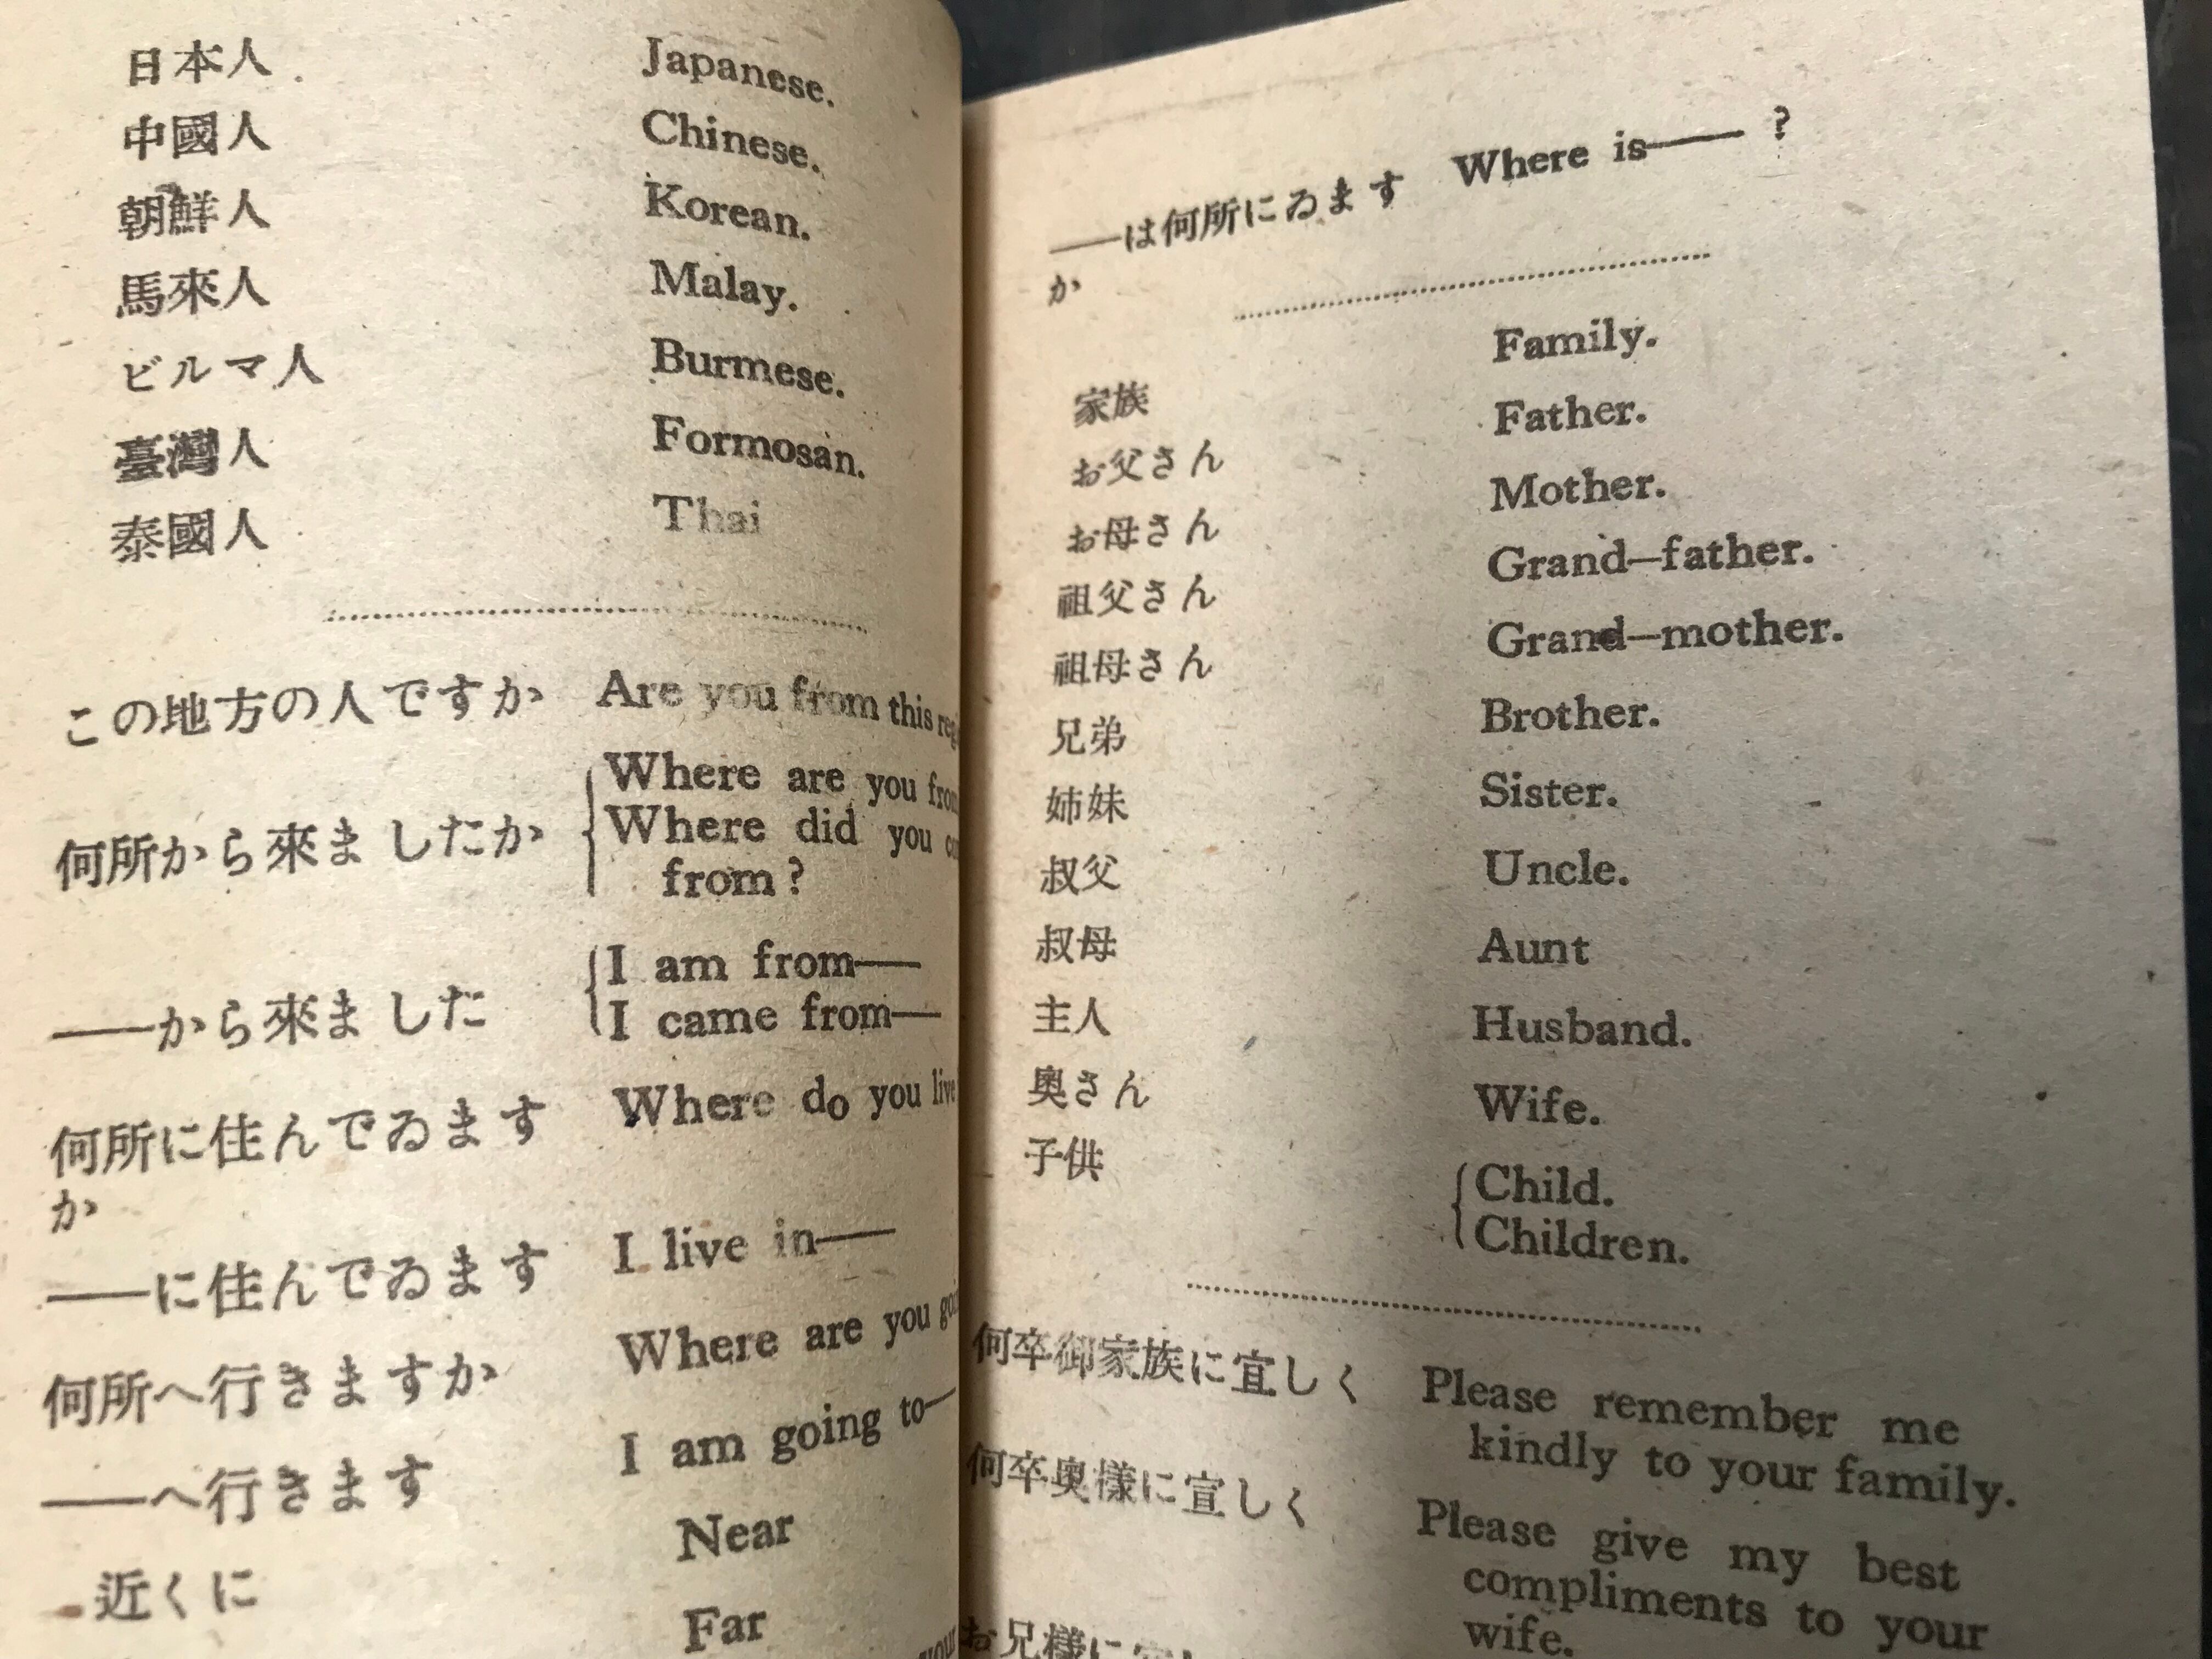 日本人 Japanese.
中國人 Chinese.
朝鮮人 Korean.
馬來人 Malay.
ビルマ人 Burmese.
臺灣人 Formosan.
泰國人 Thai
この地方の人ですか Are you from this
何所から來ましたか Where are you
Where did you
from?
——から來ました I am from——
I came from——
何所に住んでゐます Where do you live
か
——に住んでゐます I live in——
何所へ行きますか Where are you
——へ行きます I am going to—
近くに Near
Far
——は何所にゐます Where is—— ?
か
家族 Family.
お父さん Father.
お母さん Mother.
祖父さん Grand—father.
祖母さん Grand—mother.
兄弟 Brother.
姉妹 Sister.
叔父 Uncle.
叔母 Aunt
主人 Husband.
奥さん Wife.
子供 Child.
Children.
何卒御家族に宜しく Please remember me
kindly to your family.
何卒奥様に宜しく Please give my best
compliments to your
wife.
お兄様に